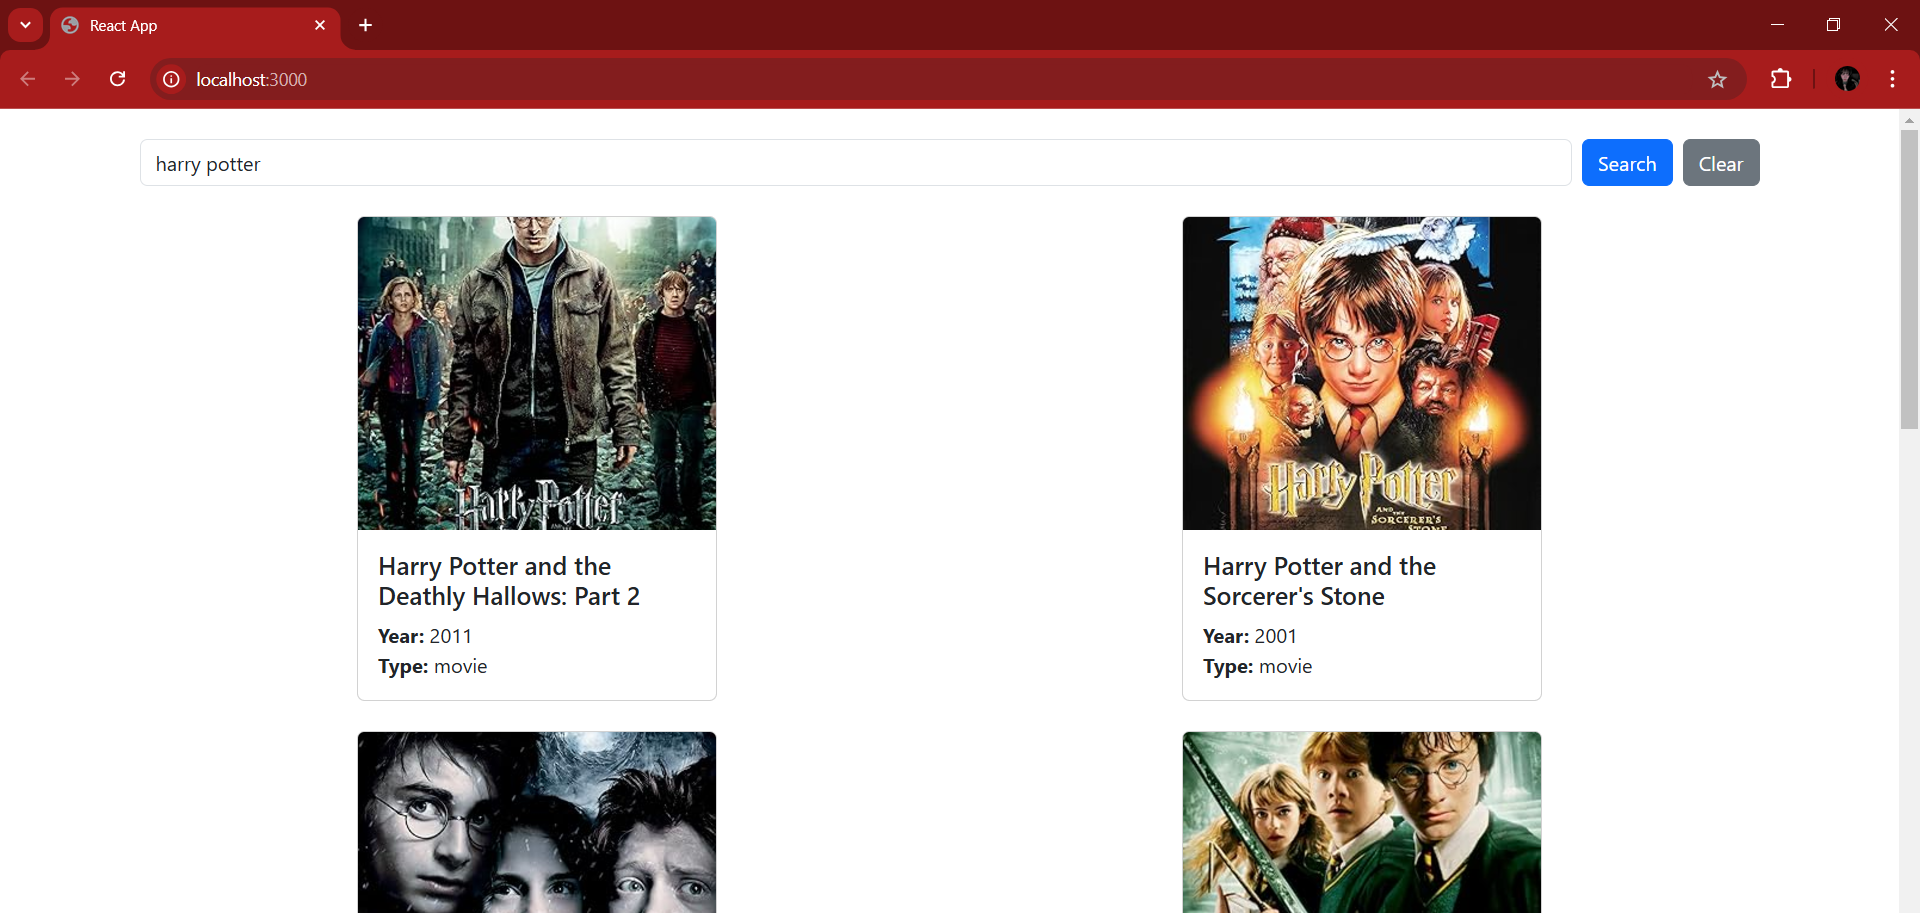 React App
localhost:3000
harry potter
Search
Clear
Harry Potter
AND THE
Harry Potter
AND THE
SORCERER'S
STONE
Harry Potter and the
Deathly Hallows: Part 2
Year: 2011
Type: movie
Harry Potter and the
Sorcerer's Stone
Year: 2001
Type: movie